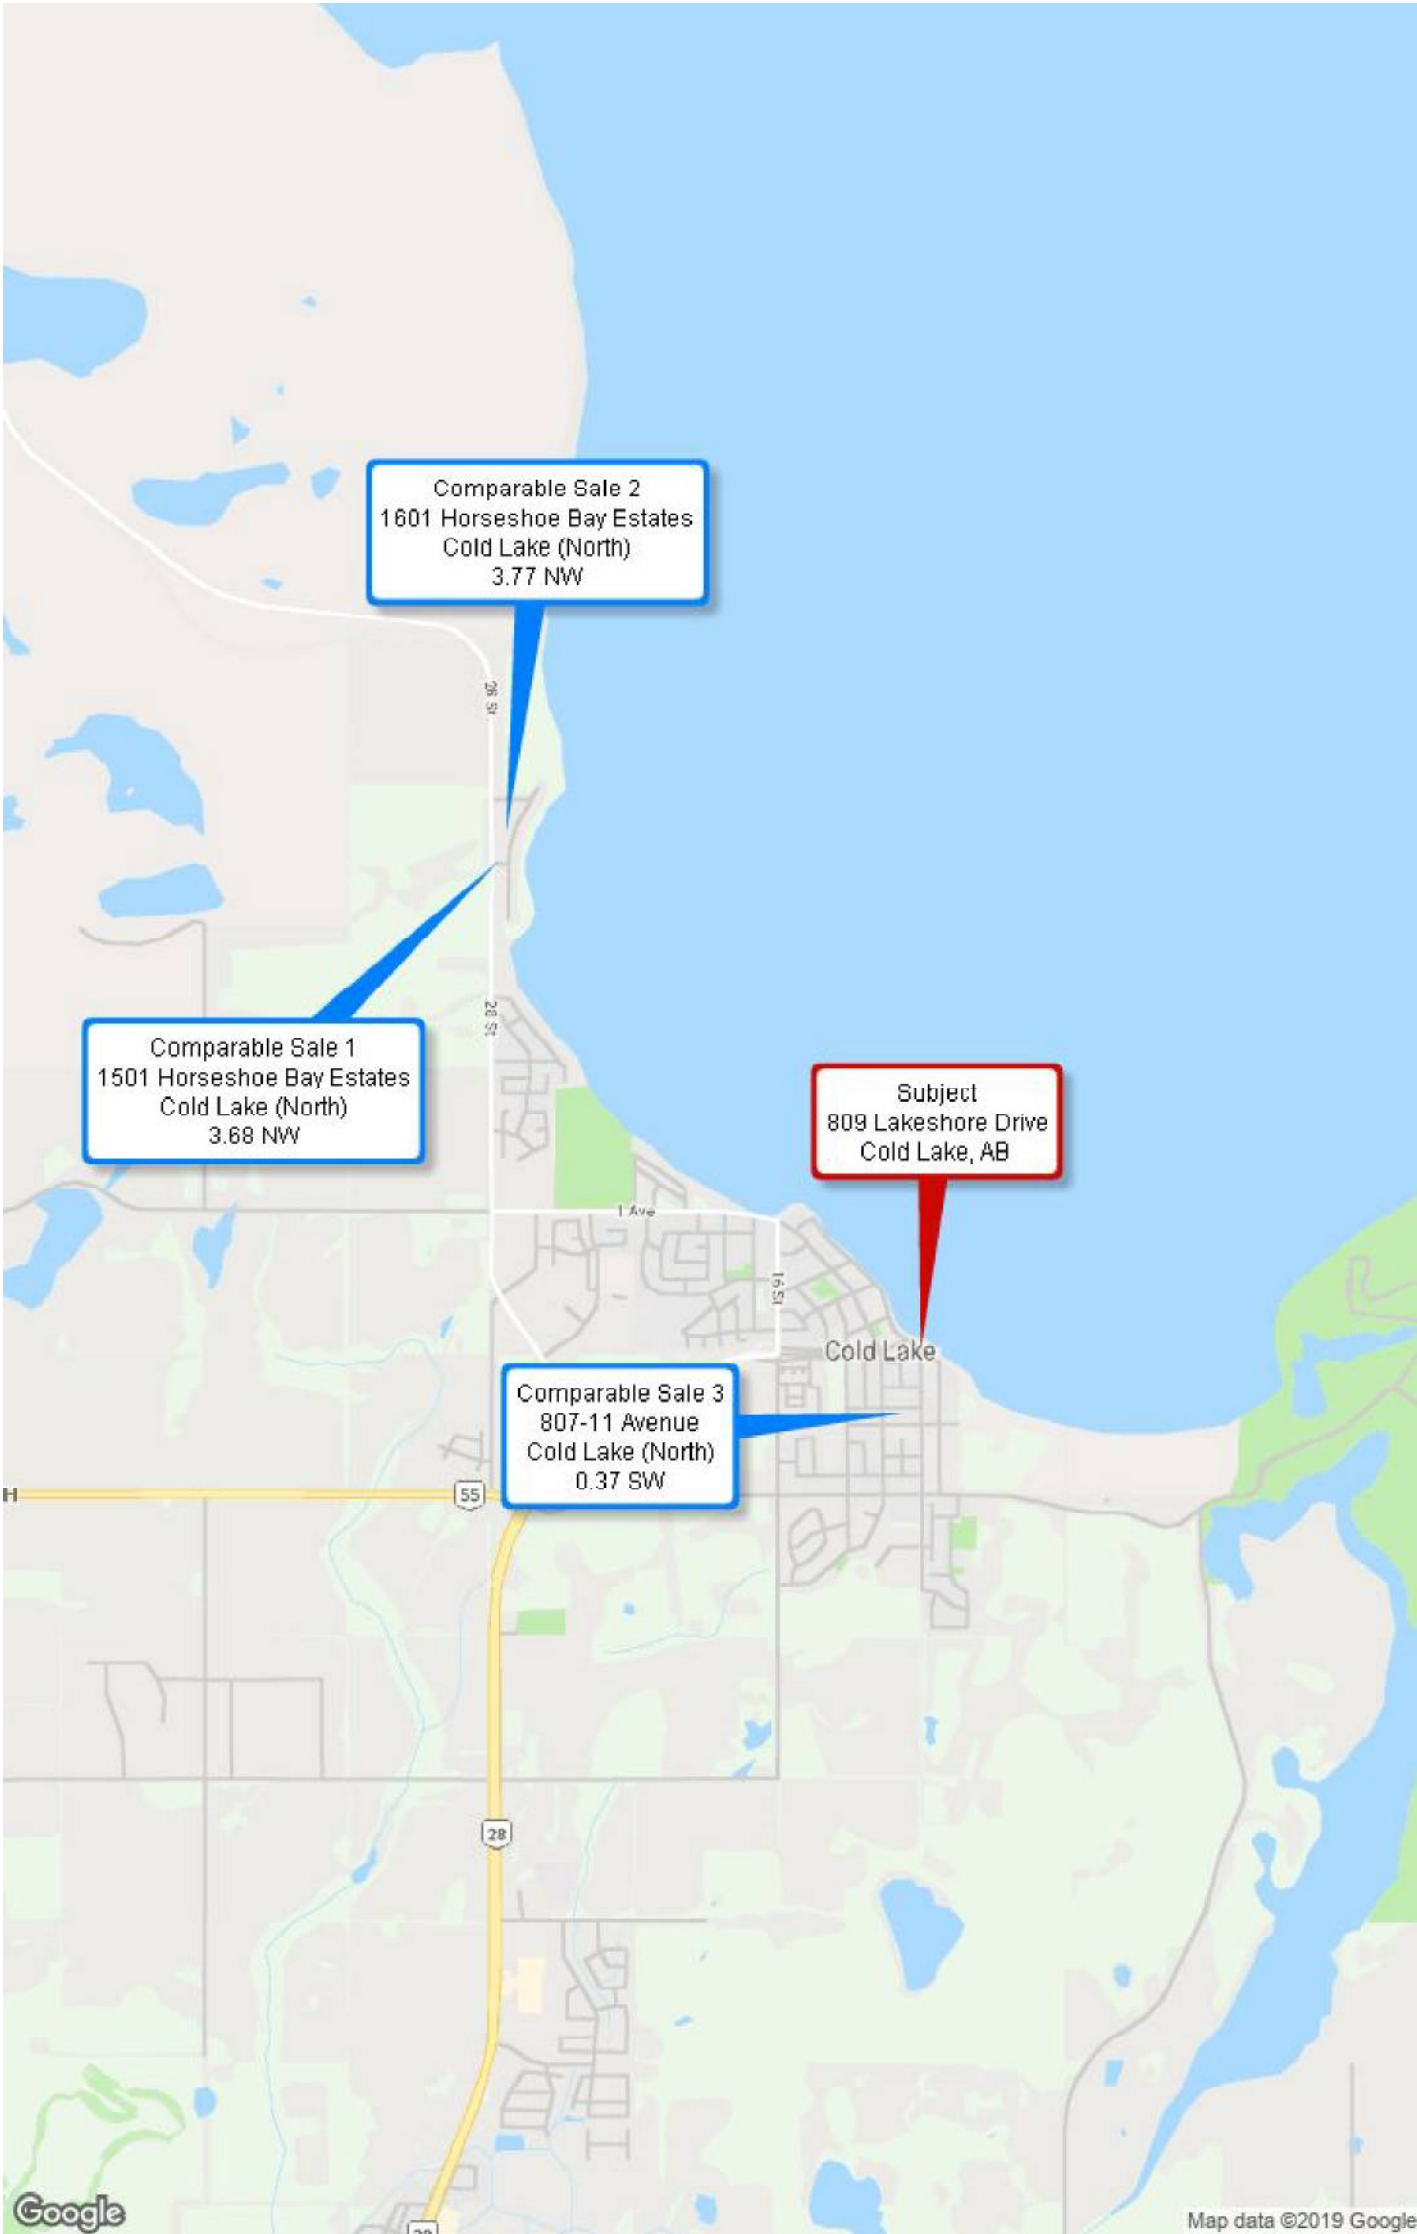 Comparable Sale 2
1601 Horseshoe Bay Estates
Cold Lake (North)
3.77 NW
28 St
28 St
Comparable Sale 1
1501 Horseshoe Bay Estates
Cold Lake (North)
3.68 NW
Subject
809 Lakeshore Drive
Cold Lake, AB
1 Ave
16 St
Cold Lake
Comparable Sale 3
807-11 Avenue
Cold Lake (North)
0.37 SW
H
55
28
28
Google
Map data ©2019 Google